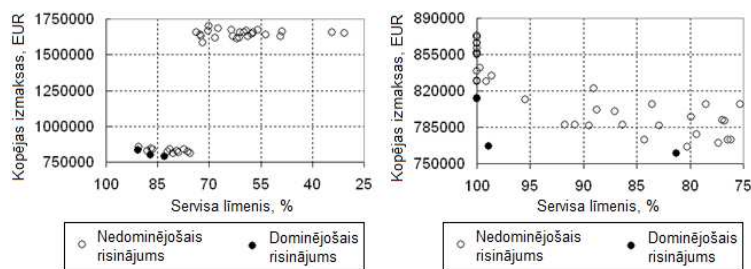 Kopējas izmaksas, EUR
1750000
1500000
1250000
1000000
750000
100 85 70 55 40 25
Servisa līmenis, %
Nedominējošais risinājums
Dominējošais risinājums
Kopējas izmaksas, EUR
890000
855000
820000
785000
750000
100 95 90 85 80 75
Servisa līmenis, %
Nedominējošais risinājums
Dominējošais risinājums